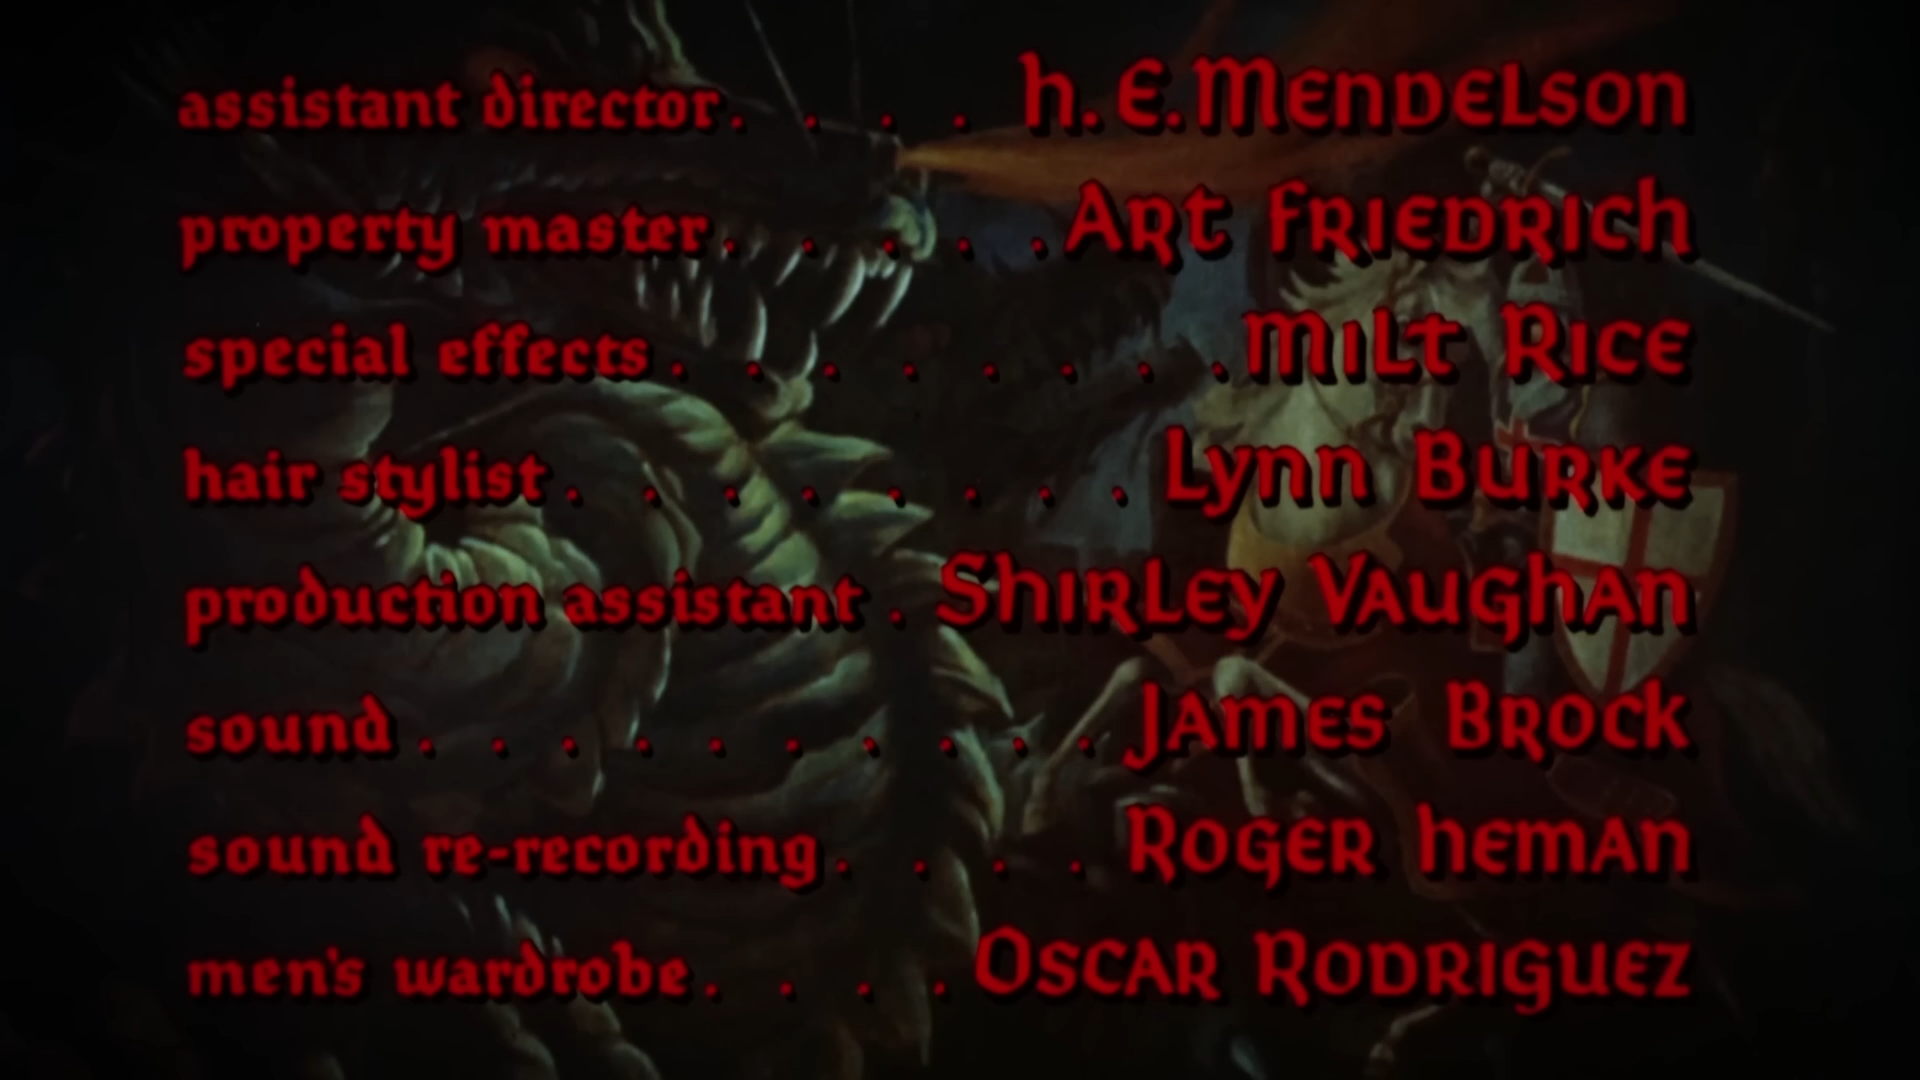 assistant director. . . . H. E. Mendelson
property master. . . . . Art Friedrich
special effects. . . . . . . . Milt Rice
hair stylist. . . . . . . . Lynn Burke
production assistant . Shirley Vaughan
sound . . . . . . . . . . James Brock
sound re-recording. . . . Roger Heman
men's wardrobe. . . . Oscar Rodriguez